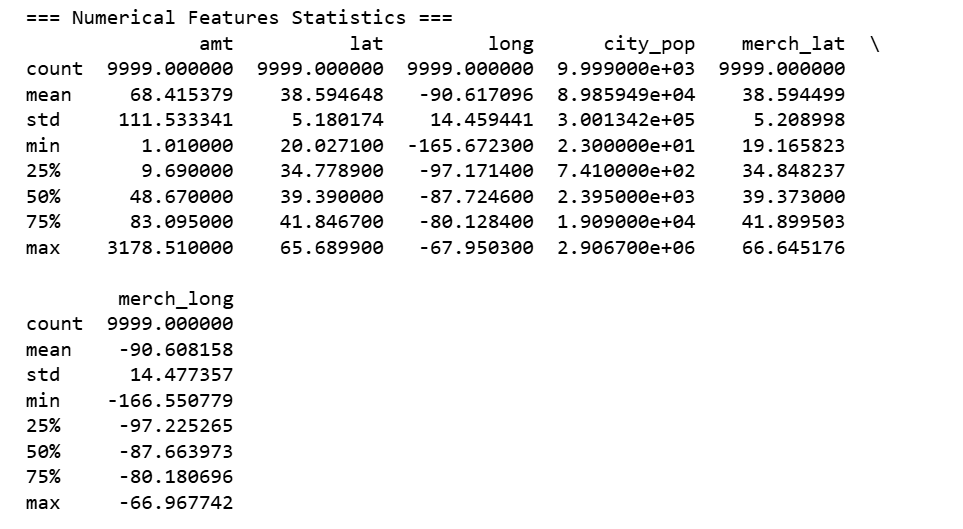 === Numerical Features Statistics ===
               amt          lat         long      city_pop    merch_lat  \
count  9999.000000  9999.000000  9999.000000  9.999000e+03  9999.000000
mean     68.415379    38.594648   -90.617096  8.985949e+04    38.594499
std     111.533341     5.180174    14.459441  3.001342e+05     5.208998
min       1.010000    20.027100  -165.672300  2.300000e+01    19.165823
25%       9.690000    34.778900   -97.171400  7.410000e+02    34.848237
50%      48.670000    39.390000   -87.724600  2.395000e+03    39.373000
75%      83.095000    41.846700   -80.128400  1.909000e+04    41.899503
max    3178.510000    65.689900   -67.950300  2.906700e+06    66.645176

        merch_long
count  9999.000000
mean    -90.608158
std      14.477357
min    -166.550779
25%     -97.225265
50%     -87.663973
75%     -80.180696
max     -66.967742